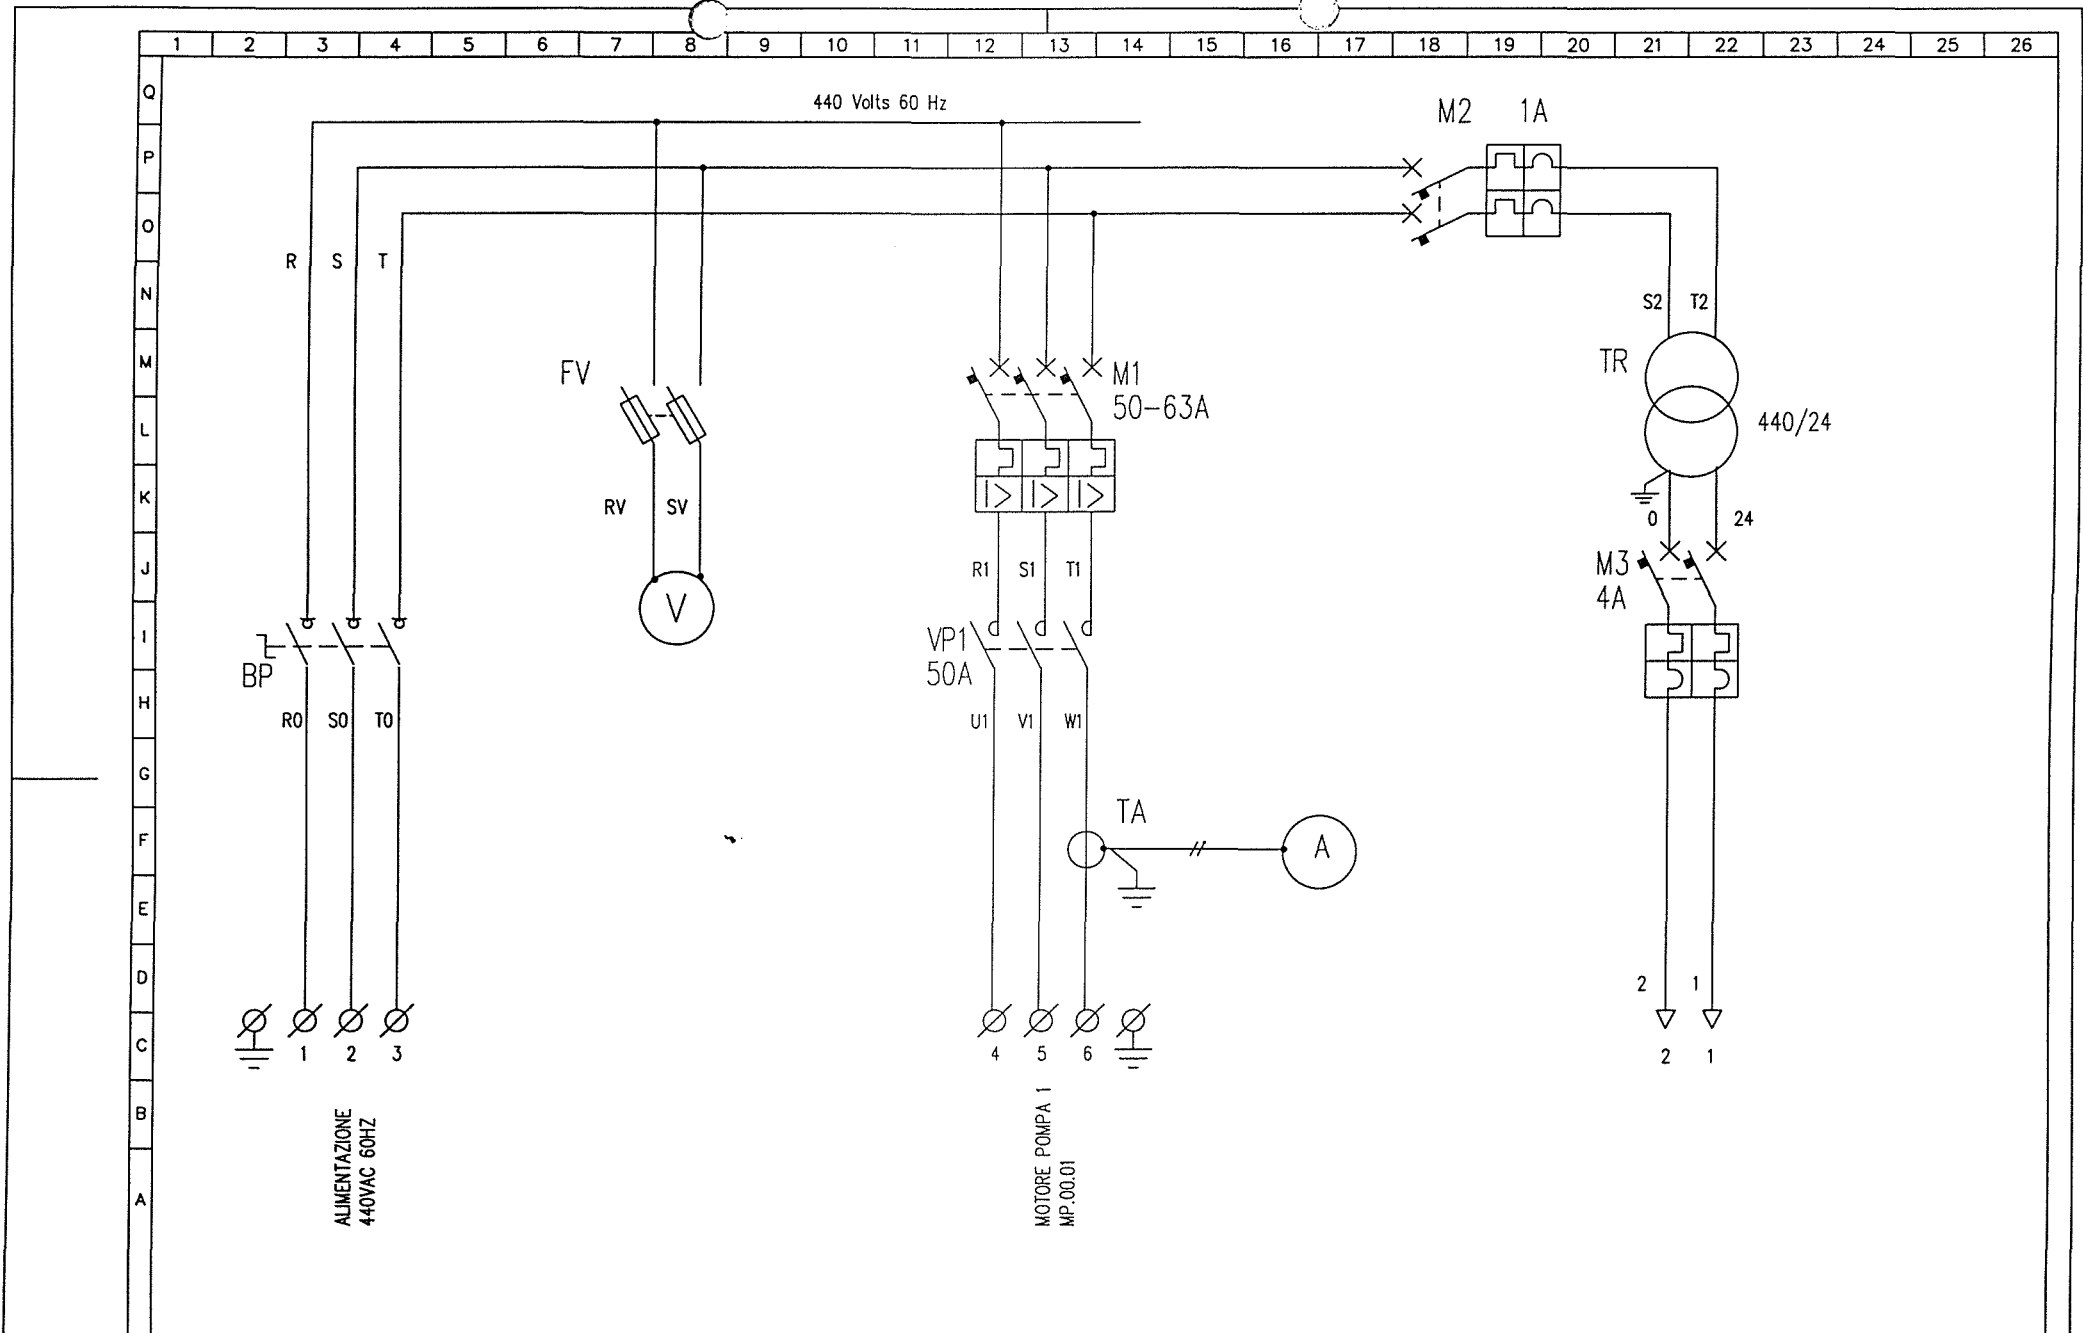 1 2 3 4 5 6 7 8 9 10 11 12 13 14 15 16 17 18 19 20 21 22 23 24 25 26
Q
P
O
N
M
L
K
J
I
H
G
F
E
D
C
B
A
440 Volts 60 Hz
M2 1A
R S T
S2 T2
TR
440/24
FV
M1
50-63A
RV SV
0 24
V
R1 S1 T1
M3
4A
BP
VP1
50A
R0 S0 T0
U1 V1 W1
TA
A
2 1
1 2 3
4 5 6
2 1
ALIMENTAZIONE
440VAC 60HZ
MOTORE POMPA 1
MP.00.01
I> I> I>